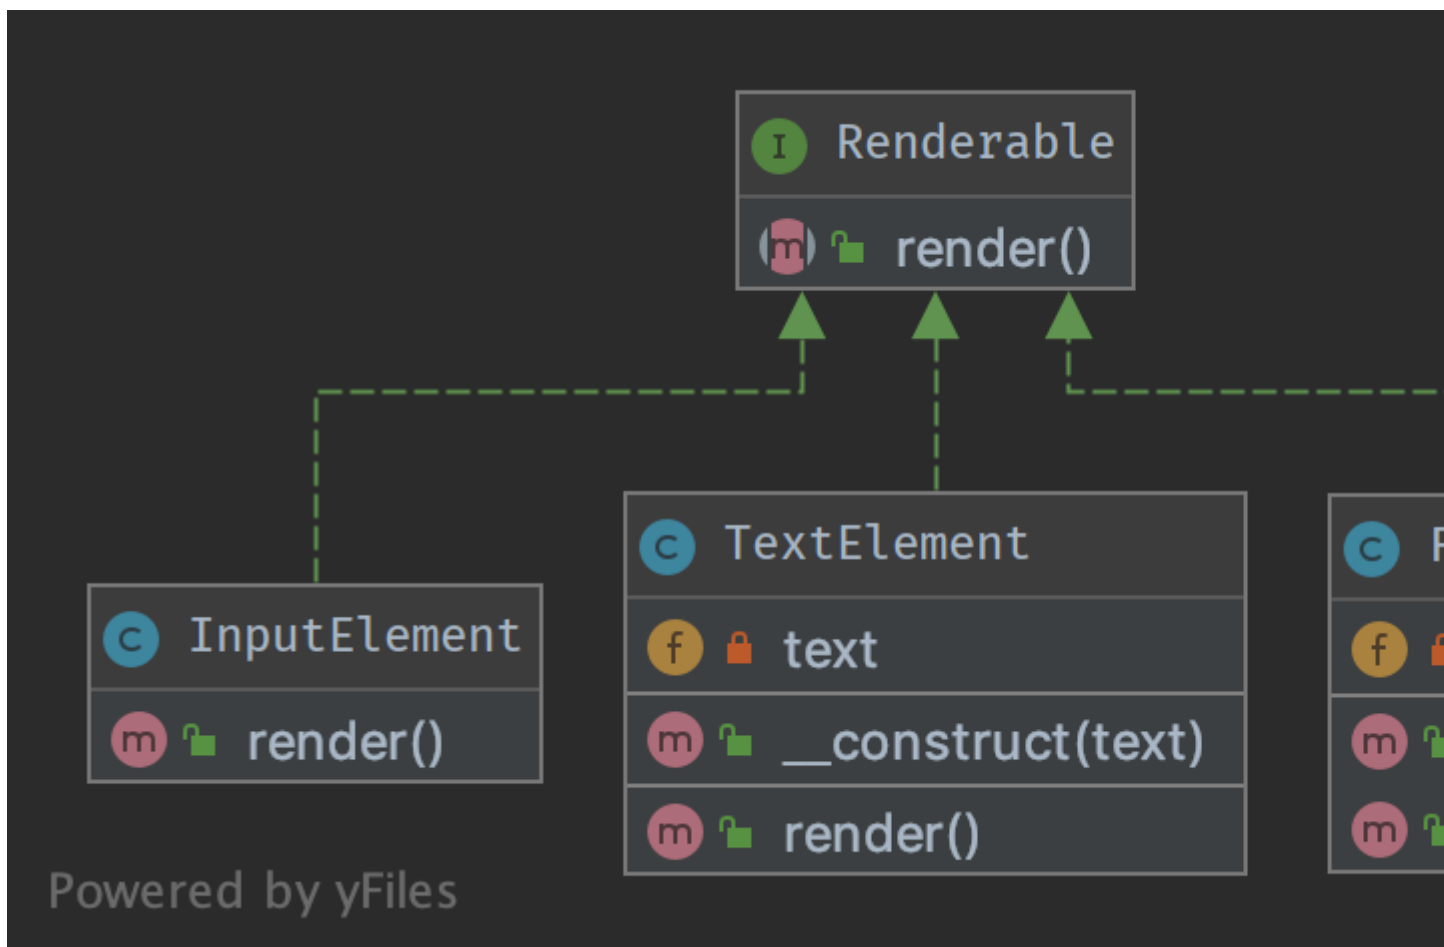 I Renderable
m render()
C InputElement
m render()
C TextElement
f text
m __construct(text)
m render()
C
f
m
m
Powered by yFiles